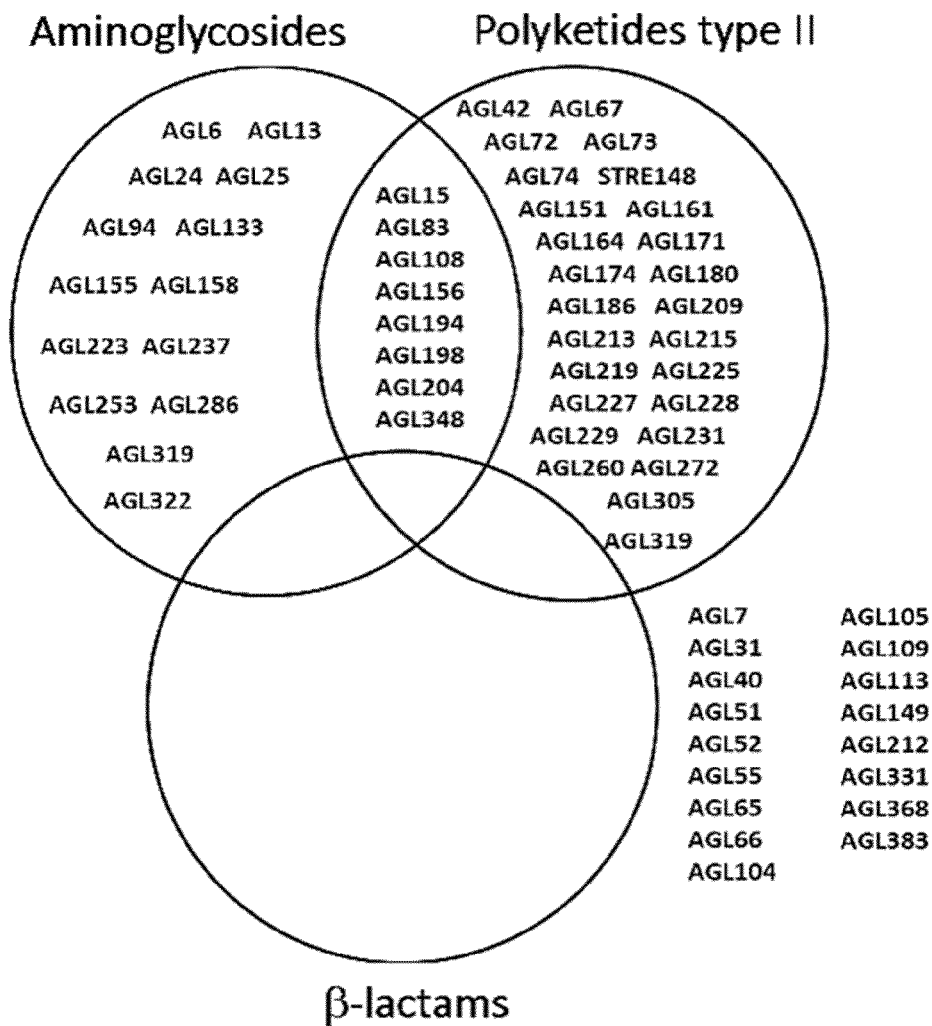 Aminoglycosides
Polyketides type II
AGL6 AGL13
AGL24 AGL25
AGL94 AGL133
AGL155 AGL158
AGL223 AGL237
AGL253 AGL286
AGL319
AGL322
AGL15
AGL83
AGL108
AGL156
AGL194
AGL198
AGL204
AGL348
AGL42 AGL67
AGL72 AGL73
AGL74 STRE148
AGL151 AGL161
AGL164 AGL171
AGL174 AGL180
AGL186 AGL209
AGL213 AGL215
AGL219 AGL225
AGL227 AGL228
AGL229 AGL231
AGL260 AGL272
AGL305
AGL319
AGL7
AGL31
AGL40
AGL51
AGL52
AGL55
AGL65
AGL66
AGL104
AGL105
AGL109
AGL113
AGL149
AGL212
AGL331
AGL368
AGL383
β-lactams